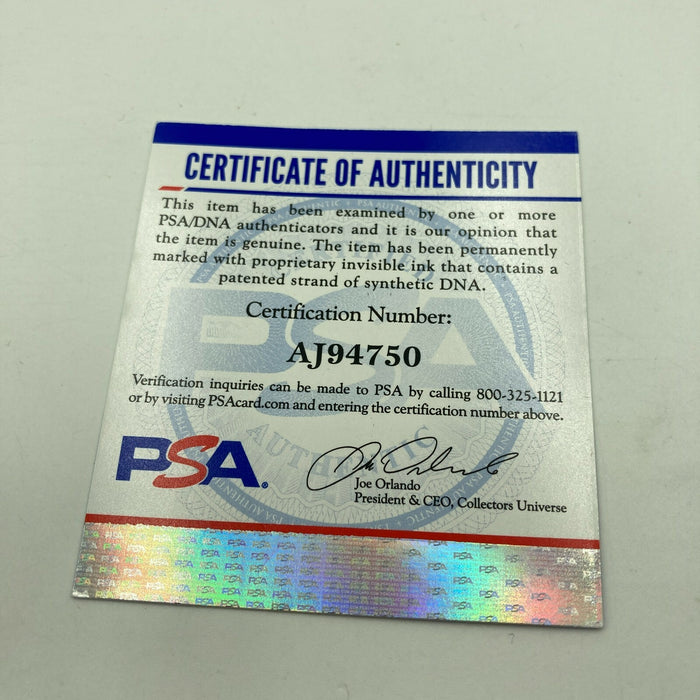 CERTIFICATE OF AUTHENTICITY
This item has been examined by one or more
PSA/DNA authenticators and it is our opinion that
the item is genuine. The item has been permanently
marked with proprietary invisible ink that contains a
patented strand of synthetic DNA.
Certification Number:
AJ94750
Verification inquiries can be made to PSA by calling 800-325-1121
or by visiting PSAcard.com and entering the certification number above.
PSA®
Joe Orlando
President & CEO, Collectors Universe